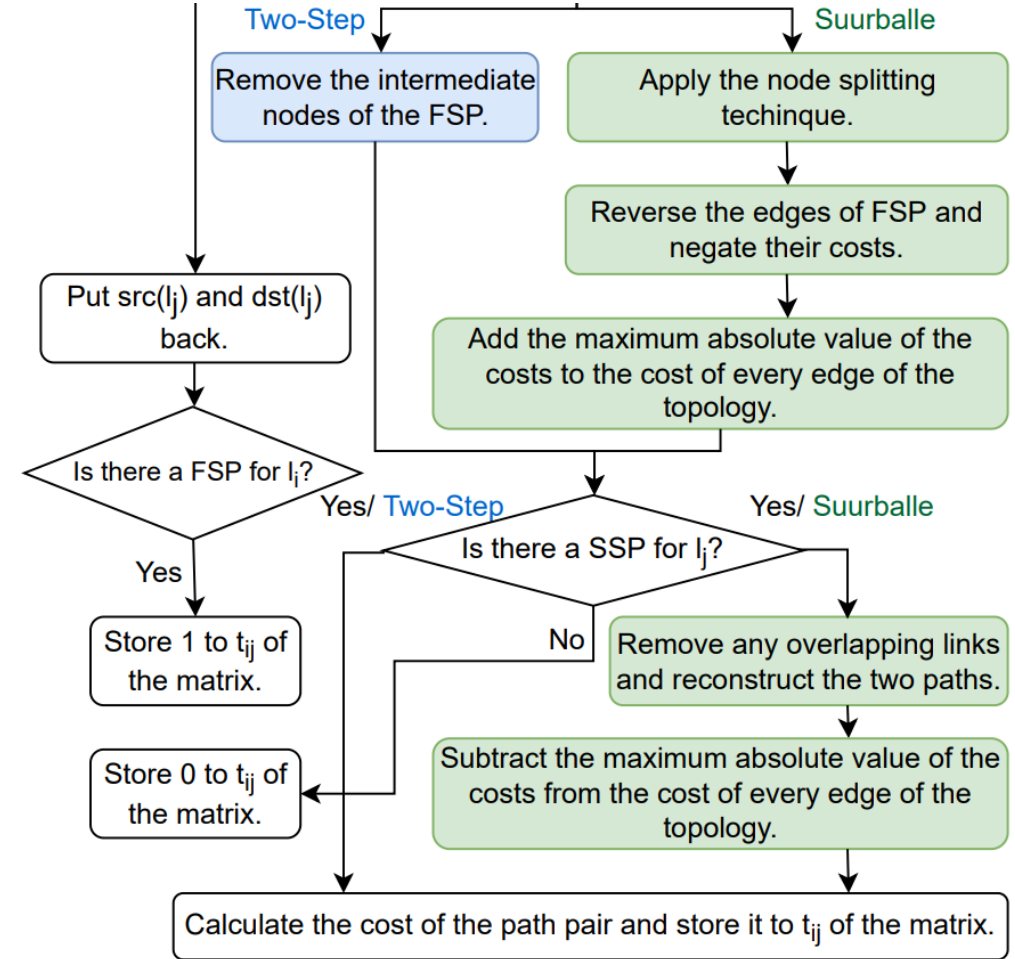 Two-Step
Suurballe
Remove the intermediate
nodes of the FSP.
Apply the node splitting
techinque.
Reverse the edges of FSP and
negate their costs.
Put src(lj) and dst(lj)
back.
Add the maximum absolute value of the
costs to the cost of every edge of the
topology.
Is there a FSP for li?
Yes/ Two-Step
Yes/ Suurballe
Is there a SSP for lj?
Yes
No
Store 1 to tij of
the matrix.
Remove any overlapping links
and reconstruct the two paths.
Store 0 to tij of
the matrix.
Subtract the maximum absolute value of the
costs from the cost of every edge of the
topology.
Calculate the cost of the path pair and store it to tij of the matrix.